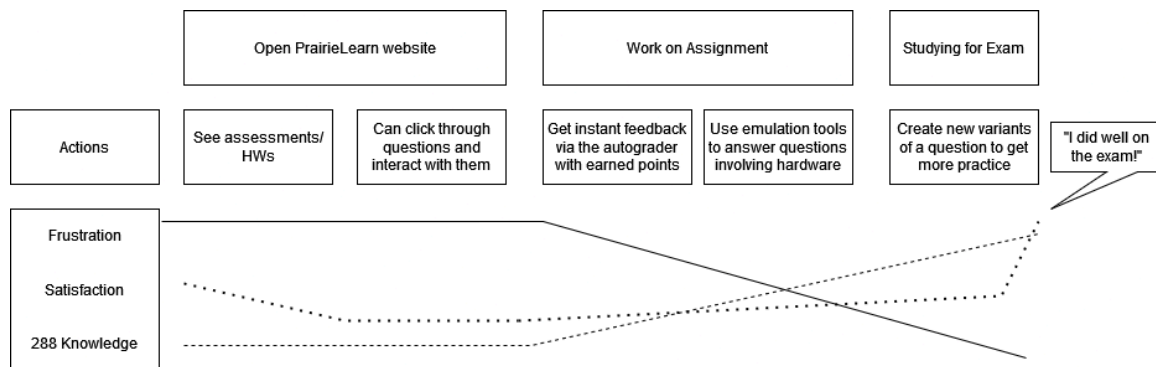 Open PrairieLearn website
Work on Assignment
Studying for Exam
Actions
See assessments/
HWs
Can click through
questions and
interact with them
Get instant feedback
via the autograder
with earned points
Use emulation tools
to answer questions
involving hardware
Create new variants
of a question to get
more practice
"I did well on
the exam!"
Frustration
Satisfaction
288 Knowledge